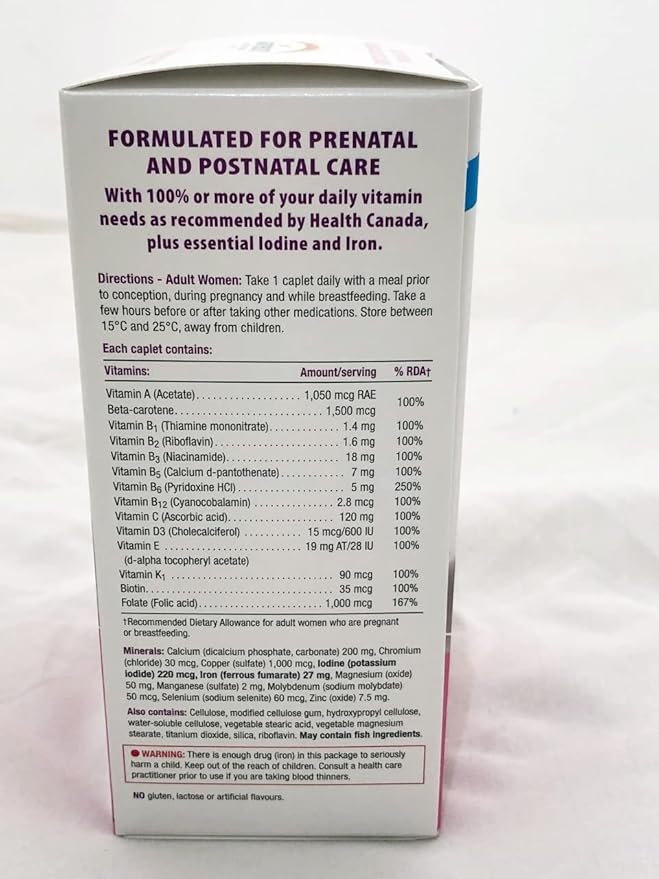 FORMULATED FOR PRENATAL
AND POSTNATAL CARE
With 100% or more of your daily vitamin
needs as recommended by Health Canada,
plus essential Iodine and Iron.
Directions - Adult Women: Take 1 caplet daily with a meal prior
to conception, during pregnancy and while breastfeeding. Take a
few hours before or after taking other medications. Store between
15°C and 25°C, away from children.
Each caplet contains:
Vitamins: Amount/serving % RDA†
Vitamin A (Acetate).................... 1,050 mcg RAE
Beta-carotene............................ 1,500 mcg 100%
Vitamin B1 (Thiamine mononitrate)............. 1.4 mg 100%
Vitamin B2 (Riboflavin)........................ 1.6 mg 100%
Vitamin B3 (Niacinamide)...................... 18 mg 100%
Vitamin B5 (Calcium d-pantothenate)............ 7 mg 100%
Vitamin B6 (Pyridoxine HCl).................... 5 mg 250%
Vitamin B12 (Cyanocobalamin) ................ 2.8 mcg 100%
Vitamin C (Ascorbic acid)...................... 120 mg 100%
Vitamin D3 (Cholecalciferol) .......... 15 mcg/600 IU 100%
Vitamin E ......................... 19 mg AT/28 IU 100%
(d-alpha tocopheryl acetate)
Vitamin K1 .............................. 90 mcg 100%
Biotin..................................... 35 mcg 100%
Folate (Folic acid)......................... 1,000 mcg 167%
†Recommended Dietary Allowance for adult women who are pregnant
or breastfeeding.
Minerals: Calcium (dicalcium phosphate, carbonate) 200 mg, Chromium
(chloride) 30 mcg, Copper (sulfate) 1,000 mcg, Iodine (potassium
iodide) 220 mcg, Iron (ferrous fumarate) 27 mg, Magnesium (oxide)
50 mg, Manganese (sulfate) 2 mg, Molybdenum (sodium molybdate)
50 mcg, Selenium (sodium selenite) 60 mcg, Zinc (oxide) 7.5 mg.
Also contains: Cellulose, modified cellulose gum, hydroxypropyl cellulose,
water-soluble cellulose, vegetable stearic acid, vegetable magnesium
stearate, titanium dioxide, silica, riboflavin. May contain fish ingredients.
WARNING: There is enough drug (iron) in this package to seriously
harm a child. Keep out of the reach of children. Consult a health care
practitioner prior to use if you are taking blood thinners.
NO gluten, lactose or artificial flavours.